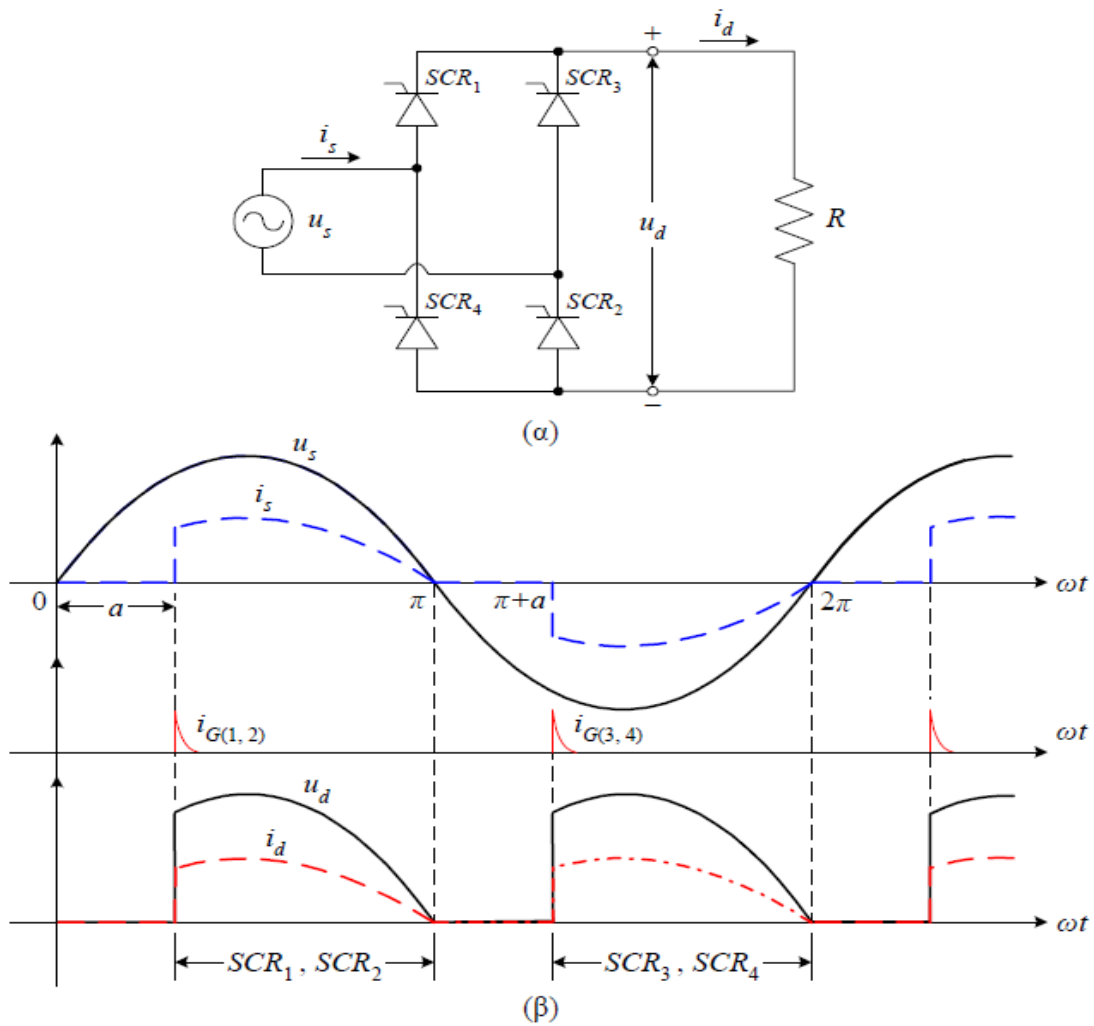 i_d
+
SCR₁
SCR₃
i_s
u_s
u_d
R
SCR₄
SCR₂
−
(α)
u_s
i_s
0
a
π
π+a
2π
ωt
i_G(1, 2)
i_G(3, 4)
ωt
u_d
i_d
ωt
SCR₁ , SCR₂
SCR₃ , SCR₄
(β)